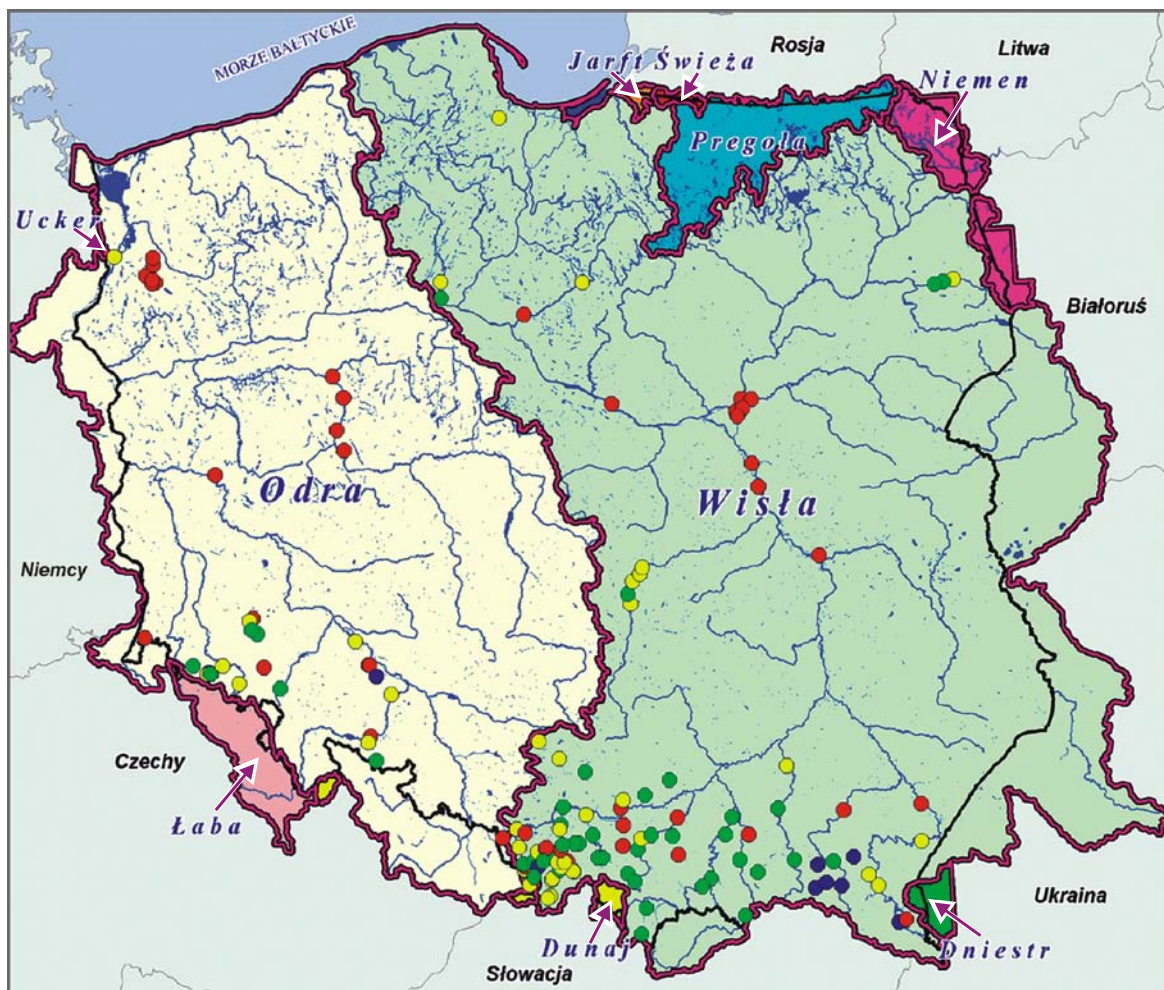 MORZE BAŁTYCKIE
Rosja
Litwa
Jarft Świeża
Niemen
Pregoła
Ucker
Białoruś
Odra
Wisła
Niemcy
Czechy
Łaba
Ukraina
Dunaj
Dniestr
Słowacja